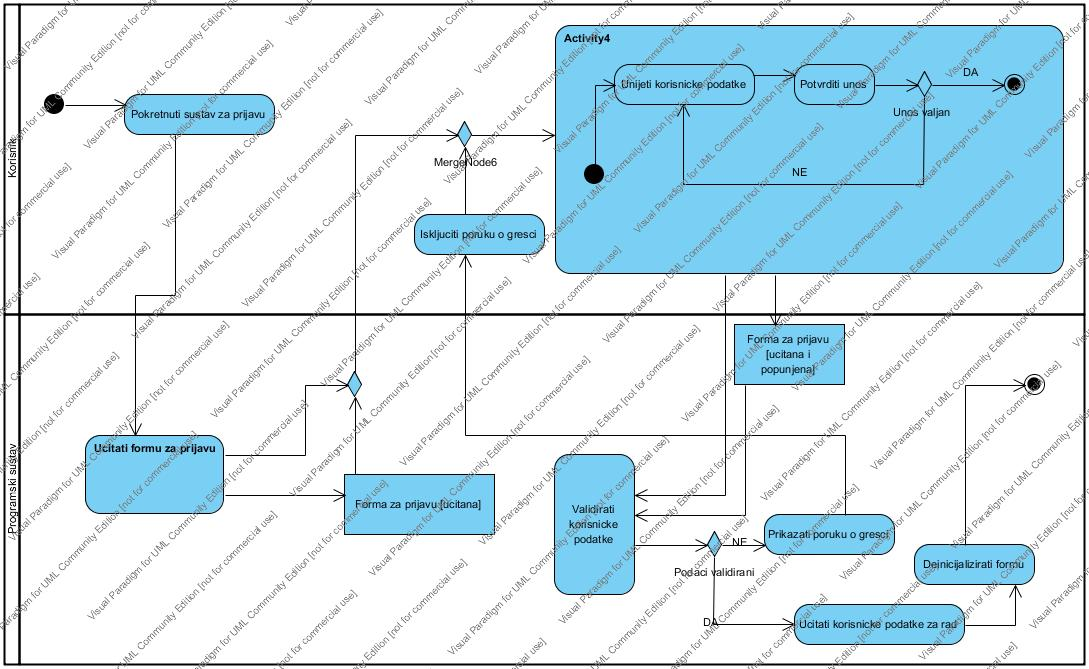 Activity4
Unijeti korisnicke podatke
Potvrditi unos
DA
Unos valjan
NE
Korisnik
Pokretnuti sustav za prijavu
MergeNode6
Iskljuciti poruku o gresci
Forma za prijavu
[ucitana i
popunjena]
Programski sustav
Ucitati formu za prijavu
Forma za prijavu [ucitana]
Validirati
korisnicke
podatke
NE
Podaci validirani
DA
Prikazati poruku o gresci
Deinicijalizirati formu
Ucitati korisnicke podatke za rad
Visual Paradigm for UML Community Edition [not for commercial use]